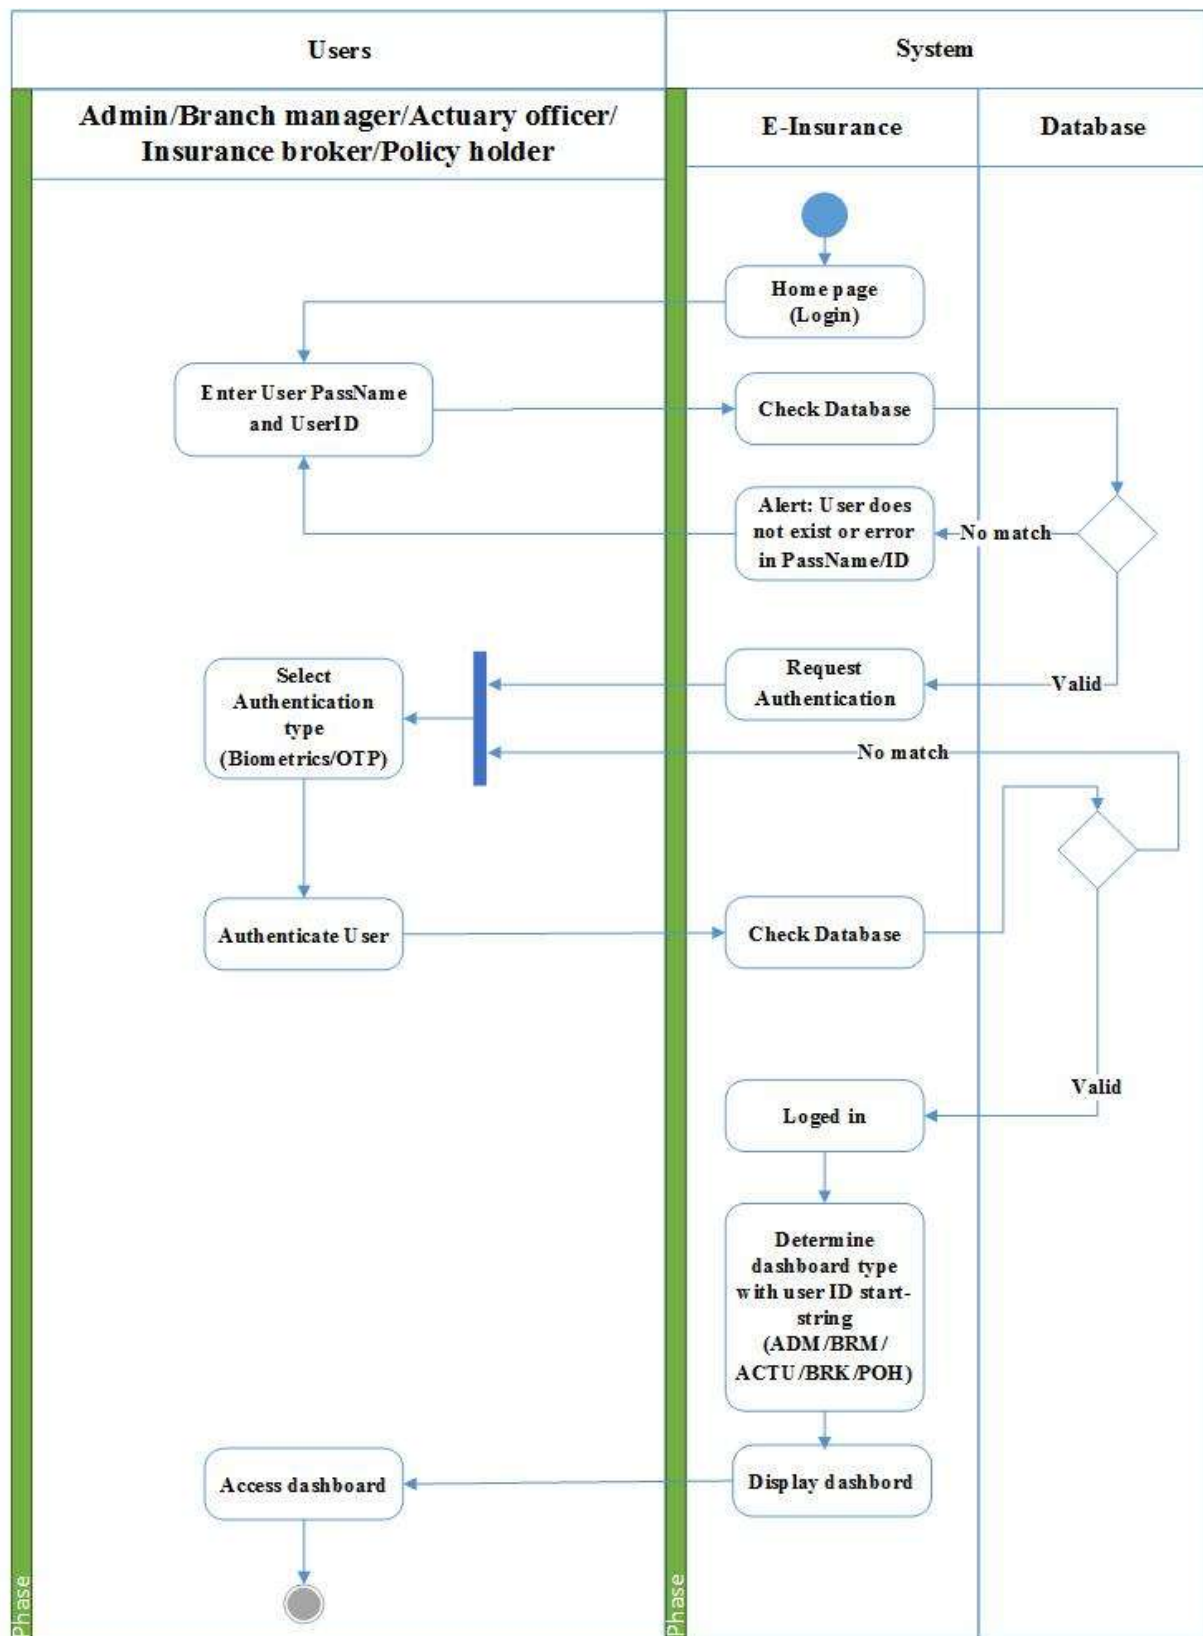 Users
System
Admin/Branch manager/Actuary officer/
Insurance broker/Policy holder
E-Insurance
Database
Home page
(Login)
Enter User PassName
and UserID
Check Database
Alert: User does
not exist or error
in PassName/ID
No match
Select
Authentication
type
(Biometrics/OTP)
Request
Authentication
Valid
No match
Authenticate User
Check Database
Valid
Loged in
Determine
dashboard type
with user ID start-
string
(ADM/BRM/
ACTU/BRK/POH)
Access dashboard
Display dashbord
Phase
Phase